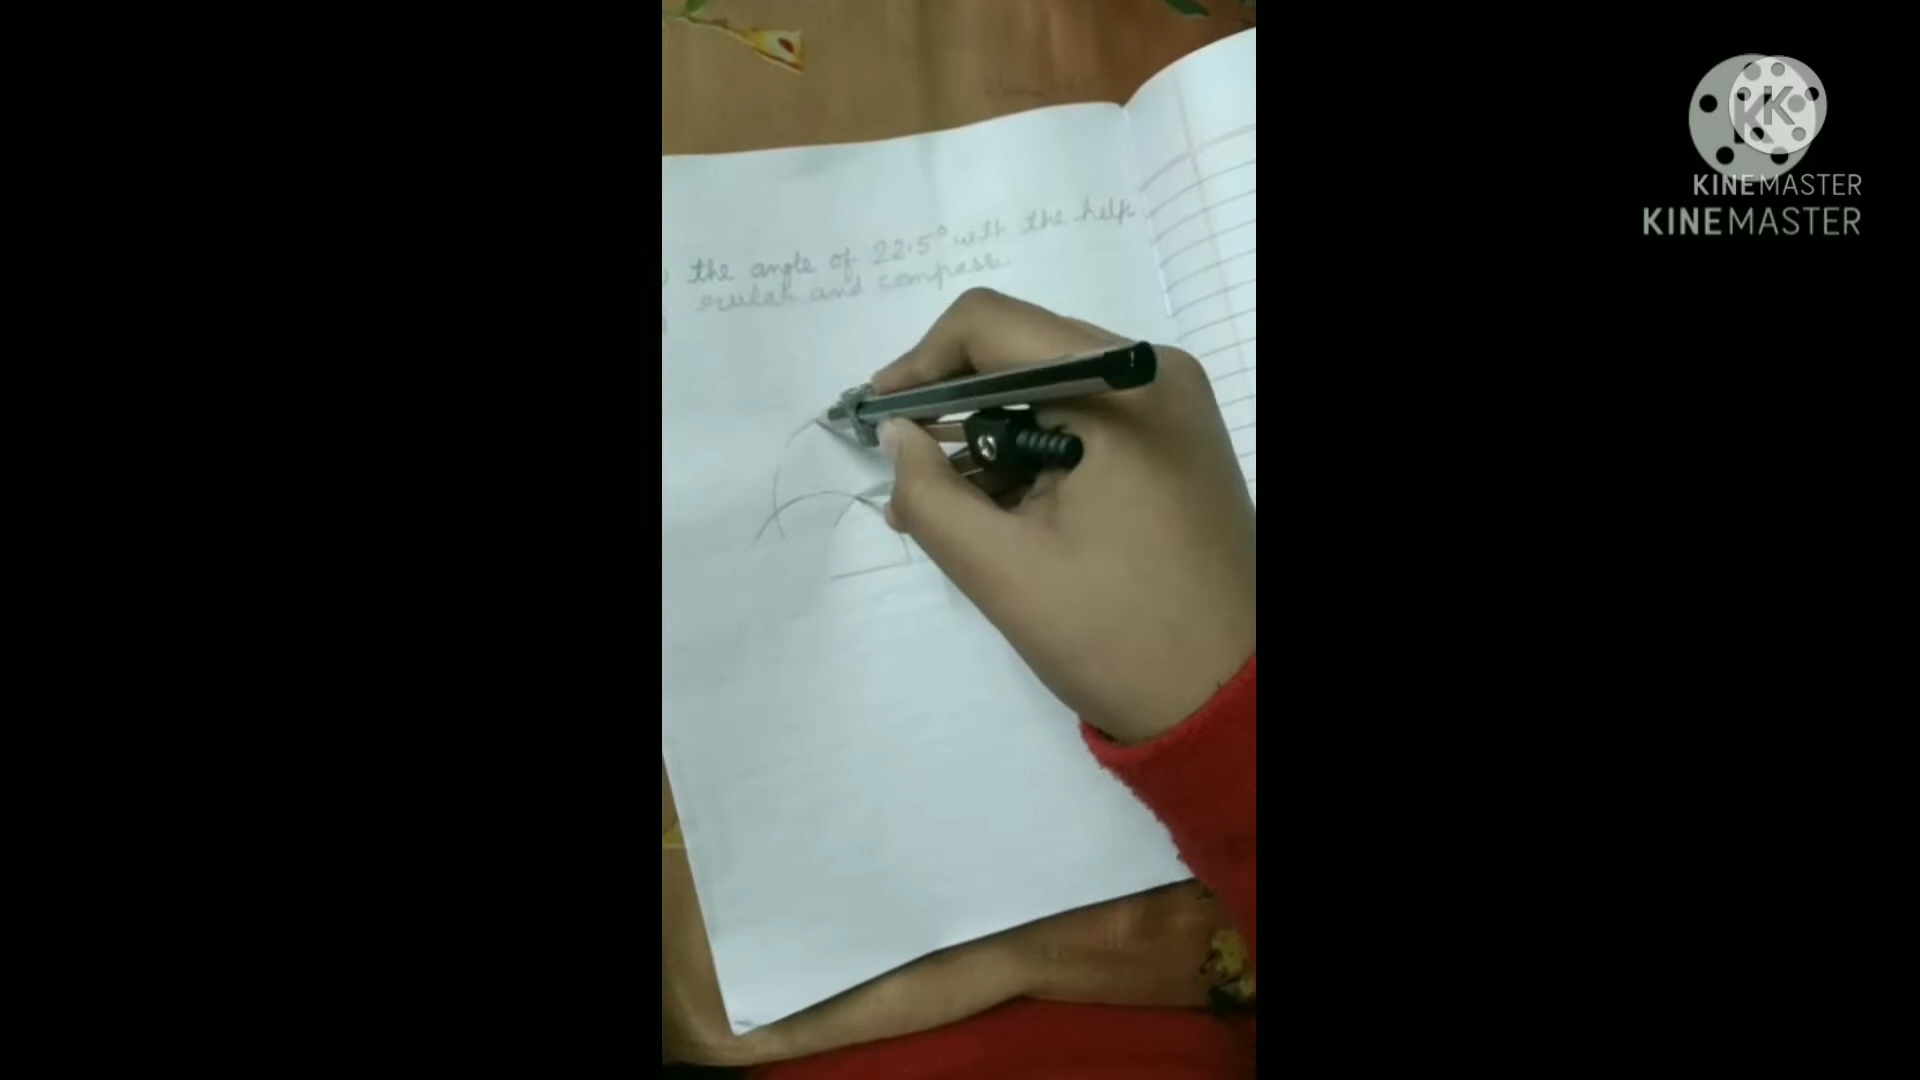 the angle of 22.5° with the help
rular and compass.
KINEMASTER
KINEMASTER